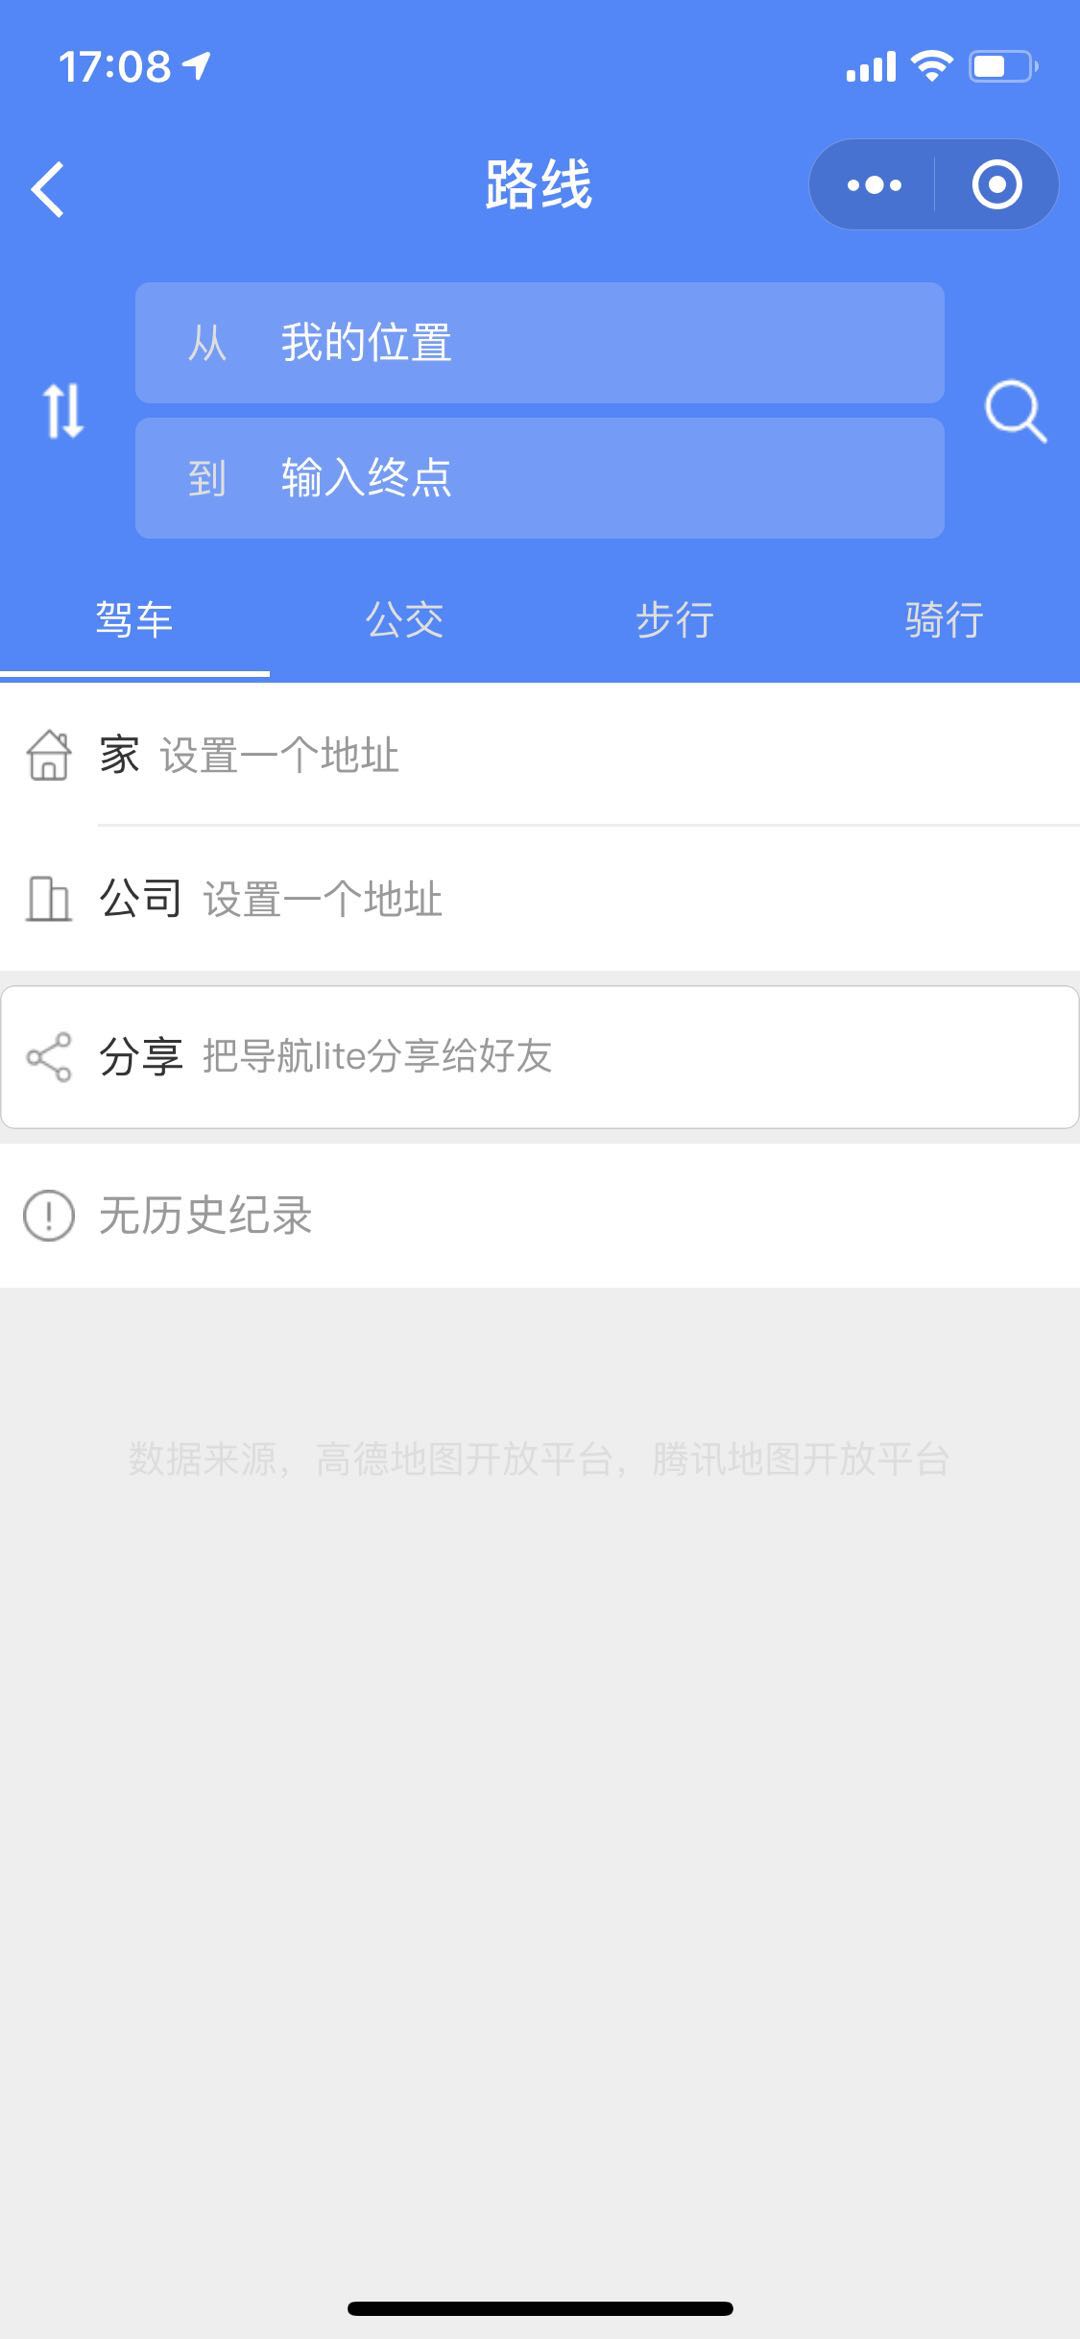 17:08
路线
从 我的位置
到 输入终点
驾车 公交 步行 骑行
家 设置一个地址
公司 设置一个地址
分享 把导航lite分享给好友
无历史纪录
数据来源，高德地图开放平台，腾讯地图开放平台